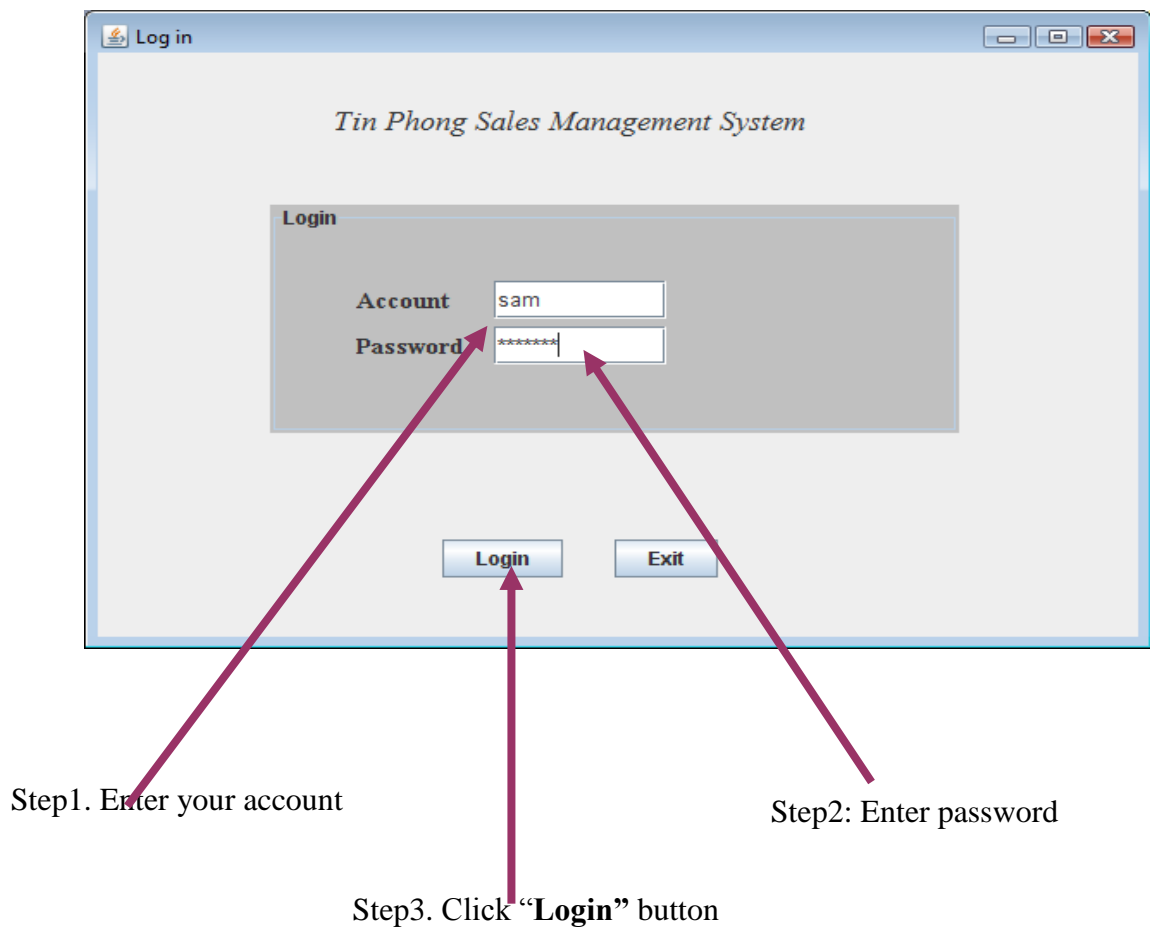 Log in
Tin Phong Sales Management System
Login
Account sam
Password *******
Login Exit
Step1. Enter your account
Step2: Enter password
Step3. Click “Login” button